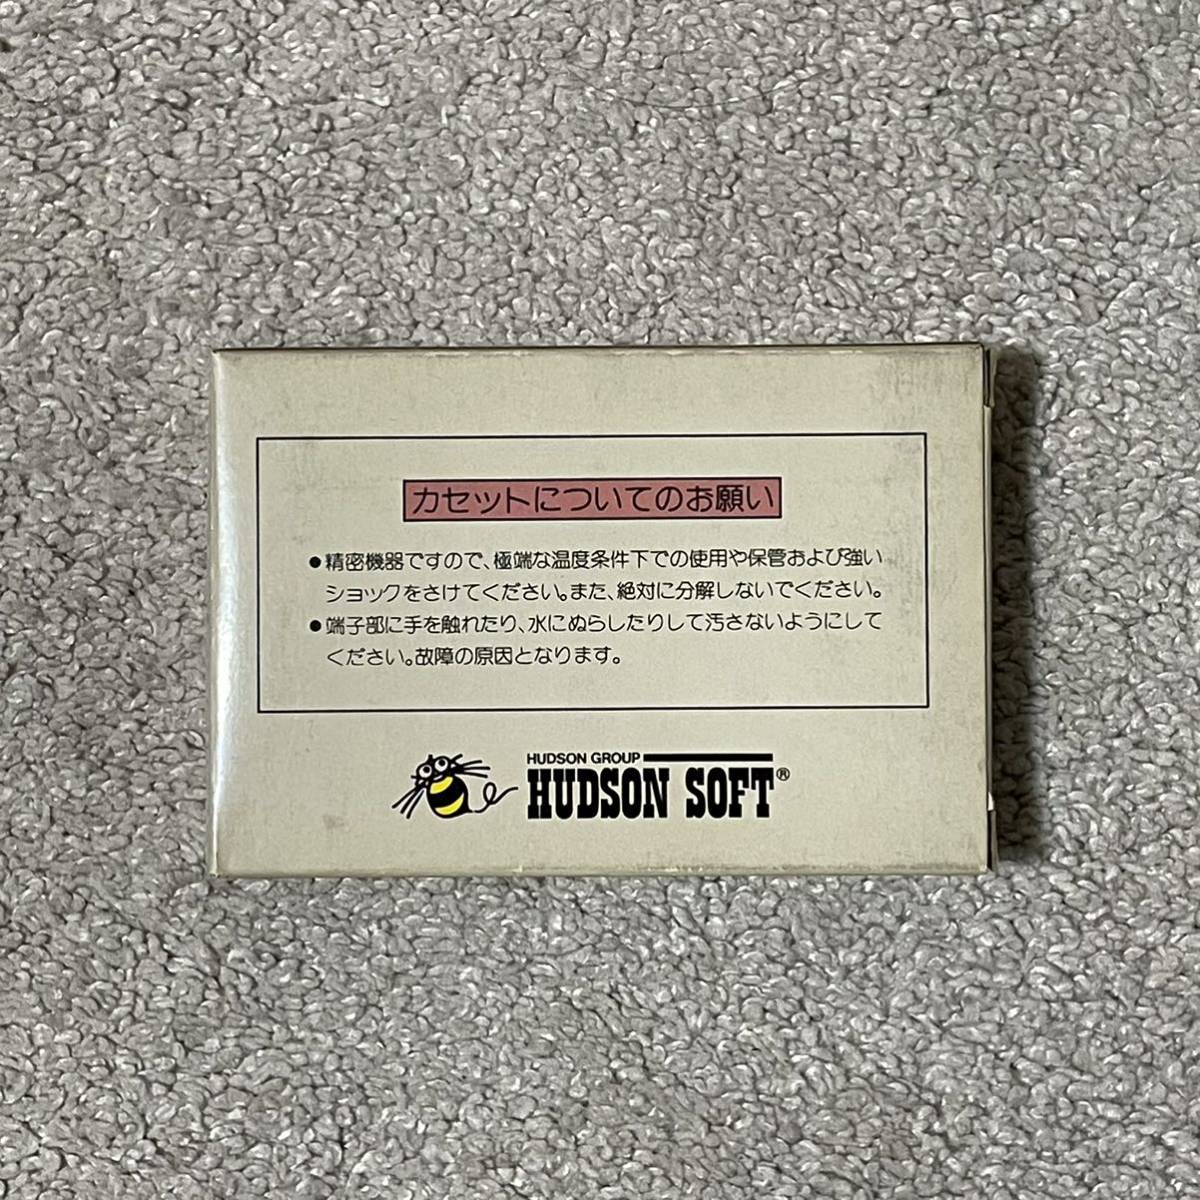 カセットについてのお願い
●精密機器ですので、極端な温度条件下での使用や保管および強い
ショックをさけてください。また、絶対に分解しないでください。
●端子部に手を触れたり、水にぬらしたりして汚さないようにして
ください。故障の原因となります。
HUDSON GROUP
HUDSON SOFT®